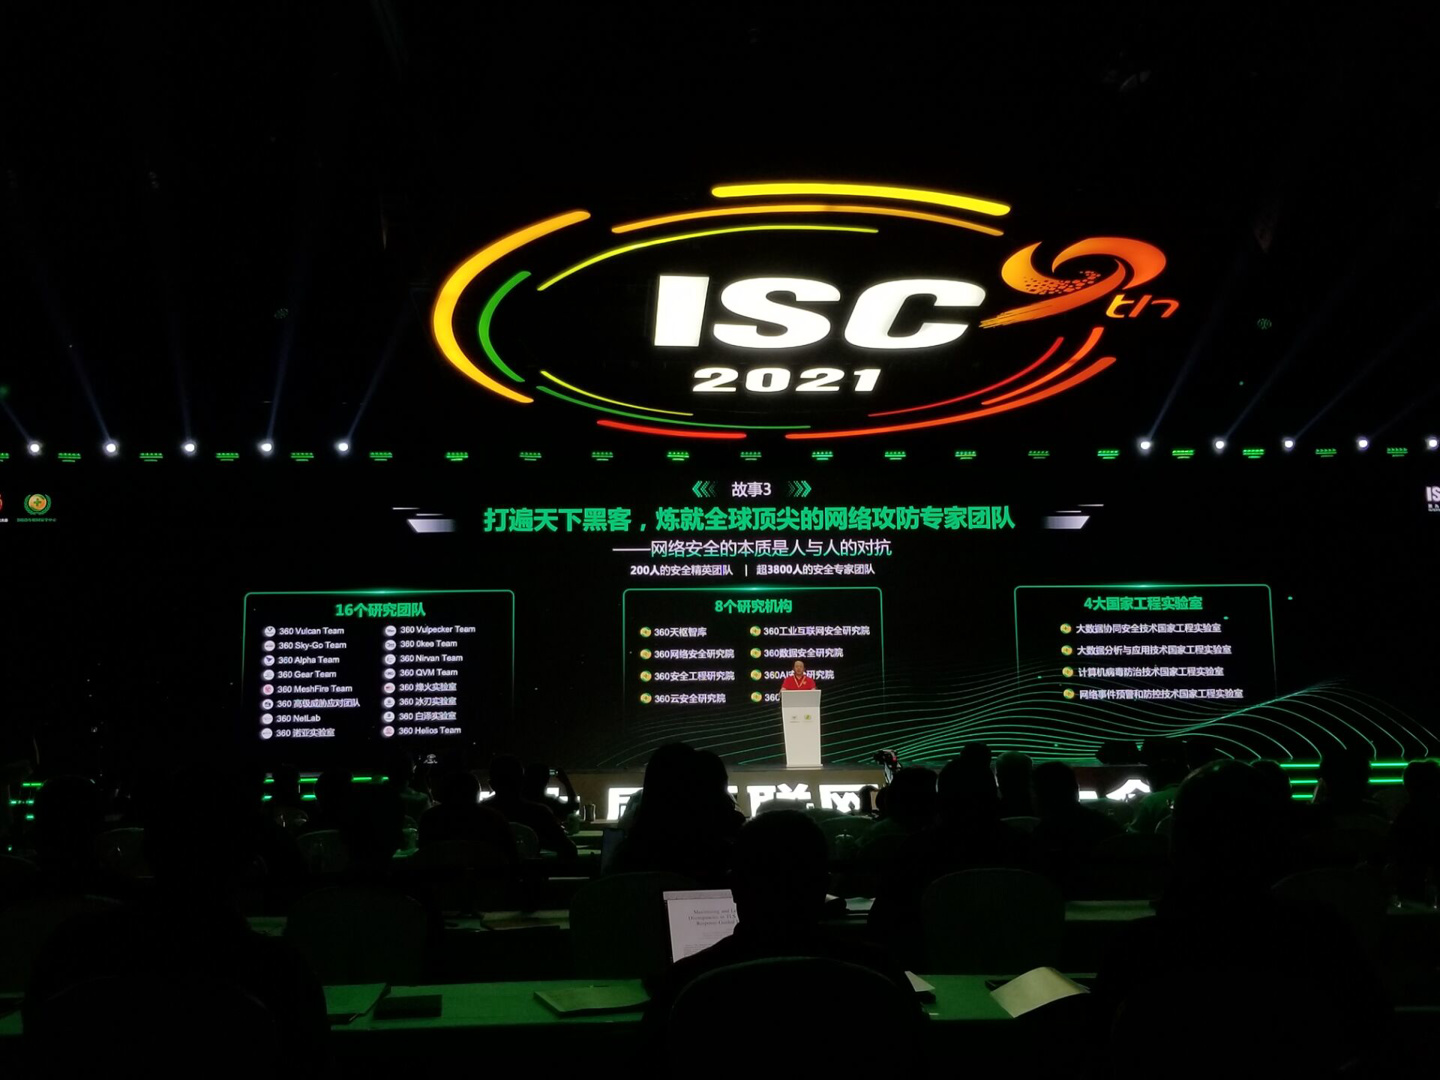 ISC
9th
2021
故事3
打遍天下黑客，炼就全球顶尖的网络攻防专家团队
——网络安全的本质是人与人的对抗
200人的安全精英团队 | 超3800人的安全专家团队
16个研究团队
360 Vulcan Team
360 Sky-Go Team
360 Alpha Team
360 Gear Team
360 MeshFire Team
360 高级威胁应对团队
360 NetLab
360 诺亚实验室
360 Vulpecker Team
360 0kee Team
360 Nirvan Team
360 QVM Team
360 烽火实验室
360 冰刃实验室
360 白泽实验室
360 Helios Team
8个研究机构
360天枢智库
360网络安全研究院
360安全工程研究院
360云安全研究院
360工业互联网安全研究院
360数据安全研究院
360AI安全研究院
360
4大国家工程实验室
大数据协同安全技术国家工程实验室
大数据分析与应用技术国家工程实验室
计算机病毒防治技术国家工程实验室
网络事件预警和防控技术国家工程实验室
联网